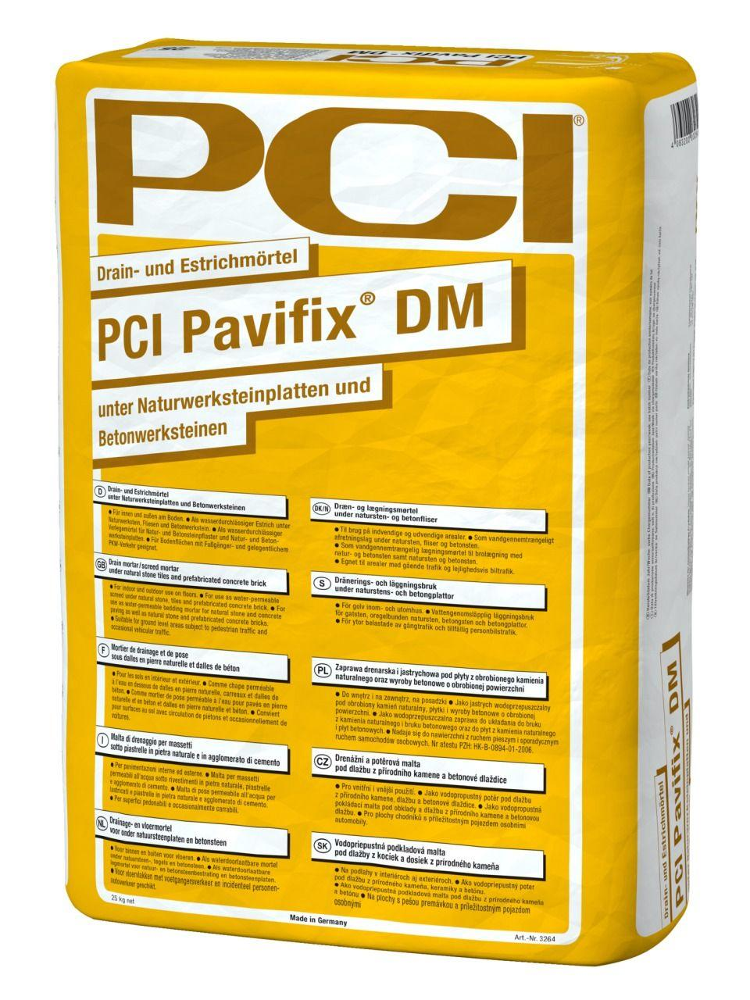 PCI Pavifix® DM
25
PCI®
Drain- und Estrichmörtel
PCI Pavifix® DM
unter Naturwerksteinplatten und
Betonwerksteinen
D Drain- und Estrichmörtel
unter Naturwerksteinplatten und Betonwerksteinen
● Für innen und außen am Boden. ● Als wasserdurchlässiger Estrich unter
Naturwerkstein, Fliesen und Betonwerkstein. ● Als wasserdurchlässiger
Verlegemörtel für Natur- und Betonsteinpflaster und Natur- und Beton-
werksteinplatten. ● Für Bodenflächen mit Fußgänger- und gelegentlichem
PKW-Verkehr geeignet.
GB Drain mortar/screed mortar
under natural stone tiles and prefabricated concrete brick
● For indoor and outdoor use on floors. ● For use as water-permeable
screed under natural stone, tiles and prefabricated concrete brick. ● For
use as water-permeable bedding mortar for natural stone and concrete
paving as well as natural stone and prefabricated concrete bricks.
● Suitable for ground level areas subject to pedestrian traffic and
occasional vehicular traffic.
F Mortier de drainage et de pose
sous dalles en pierre naturelle et dalles de béton
● Pour les sols en intérieur et extérieur. ● Comme chape perméable
à l'eau en dessous de dalles en pierre naturelle, carreaux et dalles de
béton. ● Comme mortier de pose perméable à l'eau pour pavés en pierre
naturelle et en béton et dalles en pierre naturelle et béton. ● Convient
pour surfaces au sol avec circulation de piétons et occasionnellement de
voitures.
I Malta di drenaggio per massetti
sotto piastrelle in pietra naturale e in agglomerato di cemento
● Per pavimentazioni interne ed esterne. ● Malta per massetti
permeabili all'acqua sotto rivestimenti in pietra naturale, piastrelle
e agglomerato di cemento. ● Malta di posa permeabile all'acqua per
lastricati e piastrelle in pietra naturale e agglomerato di cemento.
● Per superfici pedonabili e occasionalmente carrabili.
NL Drainage- en vloermortel
voor onder natuursteenplaten en betonsteen
● Voor binnen en buiten voor vloeren. ● Als waterdoorlaatbare mortel
onder natuursteen-, tegels en betonsteen. ● Als waterdoorlaatbare
legmortel voor natuur- en betonsteenbestrating en betonsteenplaten.
● Voor vloervlakken met voetgangersverkeer en incidenteel personen-
autoverkeer geschikt.
25 kg net
DK/N Dræn- og lægningsmørtel
under natursten- og betonfliser
● Til brug på indvendige og udvendige arealer. ● Som vandgennemtrængeligt
afretningslag under natursten, fliser og betonsten.
● Som vandgennemtrængelig lægningsmørtel til brolægning med
natur- og betonsten samt natursten og betonsten.
● Egnet til arealer med gående trafik og lejlighedsvis biltrafik.
S Dränerings- och läggningsbruk
under naturstens- och betongplattor
● För golv inom- och utomhus. ● Vattengenomsläpplig läggningsbruk
för gatsten, oregelbunden natursten, betongsten och betongplattor.
● För ytor belastade av gångtrafik och tillfällig personbilstrafik.
PL Zaprawa drenarska i jastrychowa pod płyty z obrobionego kamienia
naturalnego oraz wyroby betonowe o obrobionej powierzchni
● Do wnętrz i na zewnątrz, na posadzki ● Jako jastrych wodoprzepuszczalny
pod obrobiony kamień naturalny, płytki i wyroby betonowe o obrobionej
powierzchni. ● Jako wodoprzepuszczalna zaprawa do układania do bruku
z kamienia naturalnego i bruku betonowego oraz do płyt z kamienia naturalnego
i płyt betonowych. ● Nadaje się do nawierzchni z ruchem pieszym i sporadycznym
ruchem samochodów osobowych. Nr atestu PZH: HK-B-0894-01-2006.
CZ Drenážní a potěrová malta
pod dlažbu z přírodního kamene a betonové dlaždice
● Pro vnitřní i vnější použití. ● Jako vodopropustný potěr pod dlažbu
z přírodního kamene, dlažbu a betonové dlaždice. ● Jako vodopropustná
pokládací malta pod obklady a dlažbu z přírodního kamene a betonovou
dlažbu. ● Pro plochy chodníků s příležitostným pojezdem osobními
automobily.
SK Vodopriepustná podkladová malta
pod dlažby z kociek a dosiek z prírodného kameňa
● Na podlahy v interiéroch aj exteriéroch. ● Ako vodopriepustný poter
pod dlažbu z prírodného kameňa, keramiky a betónu.
● Ako vodopriepustná podkladová malta pod dlažbu z prírodného kameňa
a betónu ● Na plochy s pešou premávkou a príležitostným pojazdom
osobnými
Made in Germany
Art.-Nr. 3264
Drain- und Estrichmörtel
PCI Pavifix® DM